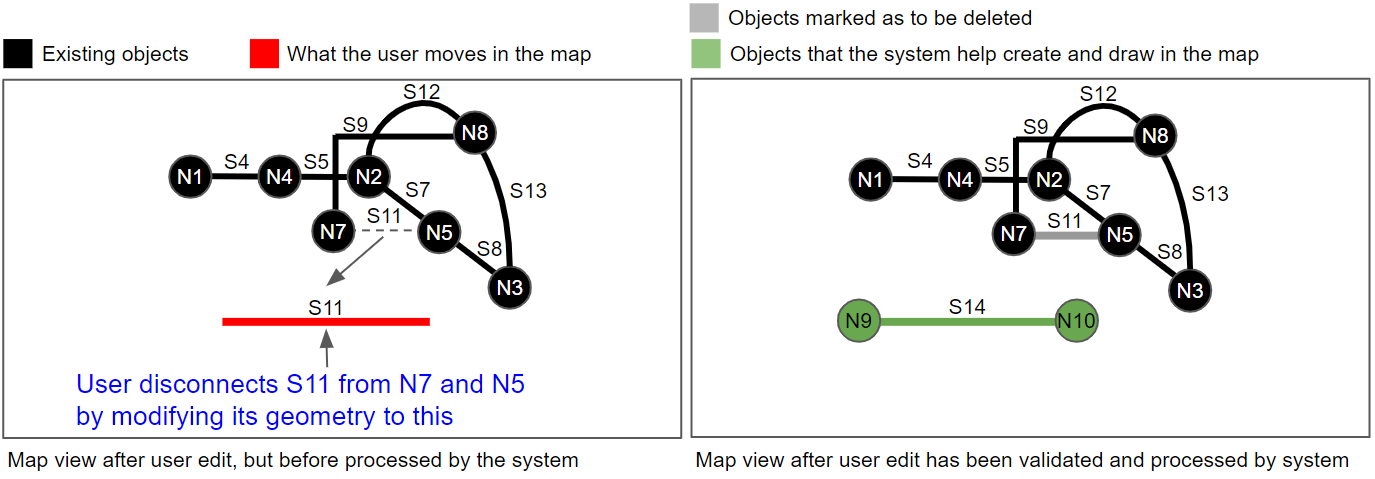 Objects marked as to be deleted
Existing objects
What the user moves in the map
Objects that the system help create and draw in the map
S12
S9
N8
S4
S5
N1
N4
N2
S7
S13
S11
N7
N5
S8
N3
S11
User disconnects S11 from N7 and N5
by modifying its geometry to this
S12
S9
N8
S4
S5
N1
N4
N2
S7
S13
S11
N7
N5
S8
N3
S14
N9
N10
Map view after user edit, but before processed by the system
Map view after user edit has been validated and processed by system